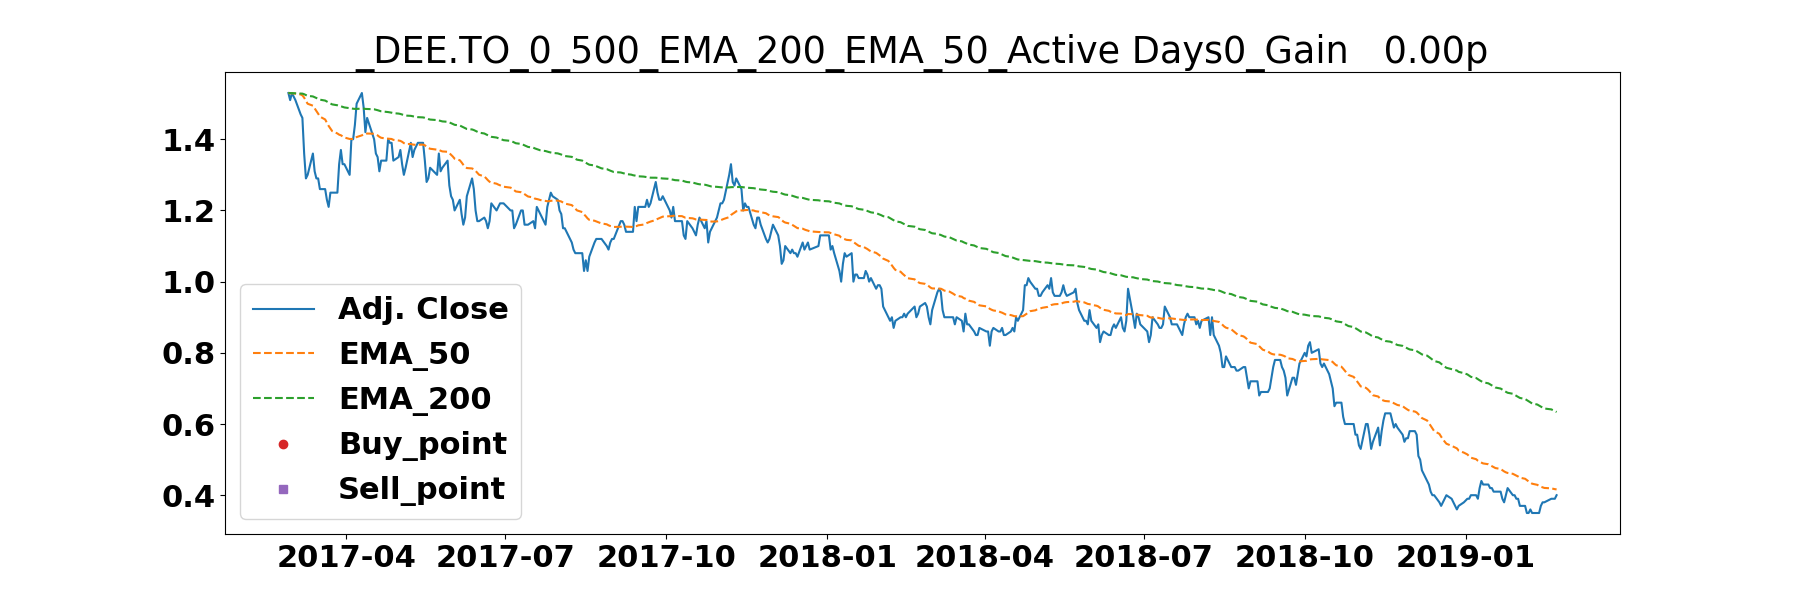 _DEE.TO_0_500_EMA_200_EMA_50_Active Days0_Gain   0.00p
1.4
1.2
1.0
0.8
0.6
0.4
Adj. Close
EMA_50
EMA_200
Buy_point
Sell_point
2017-04 2017-07 2017-10 2018-01 2018-04 2018-07 2018-10 2019-01